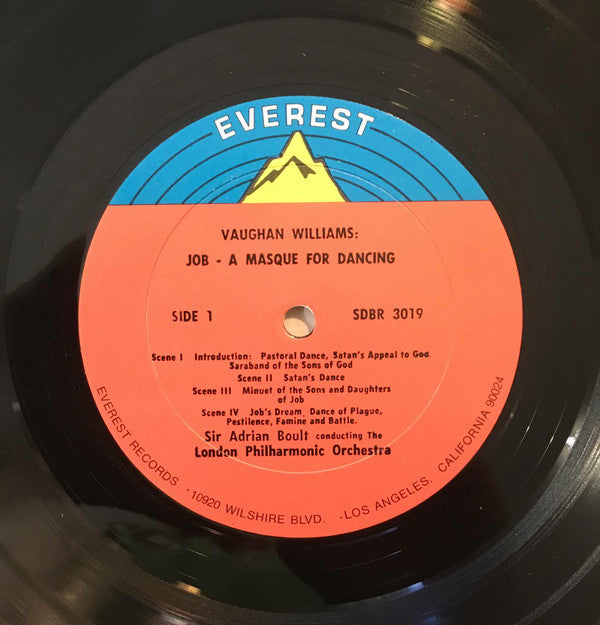 EVEREST
VAUGHAN WILLIAMS:
JOB - A MASQUE FOR DANCING
SIDE 1
SDBR 3019
Scene I Introduction: Pastoral Dance, Satan's Appeal to God.
Saraband of the Sons of God
Scene II Satan's Dance
Scene III Minuet of the Sons and Daughters
of Job
Scene IV Job's Dream, Dance of Plague,
Pestilence, Famine and Battle.
Sir Adrian Boult conducting The
London Philharmonic Orchestra
EVEREST RECORDS · 10920 WILSHIRE BLVD. · LOS ANGELES, CALIFORNIA 90024